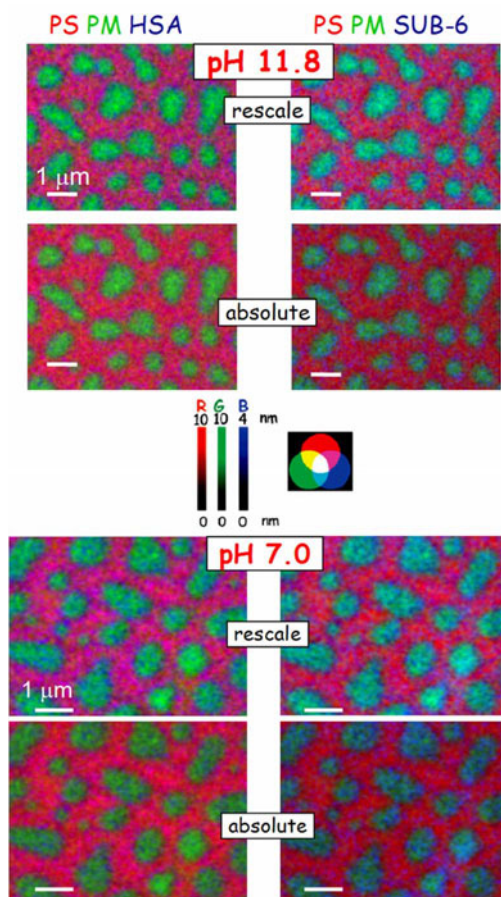 PS PM HSA
PS PM SUB-6
pH 11.8
rescale
1 μm
absolute
R G B
10 10 4 nm
0 0 0 nm
pH 7.0
rescale
1 μm
absolute